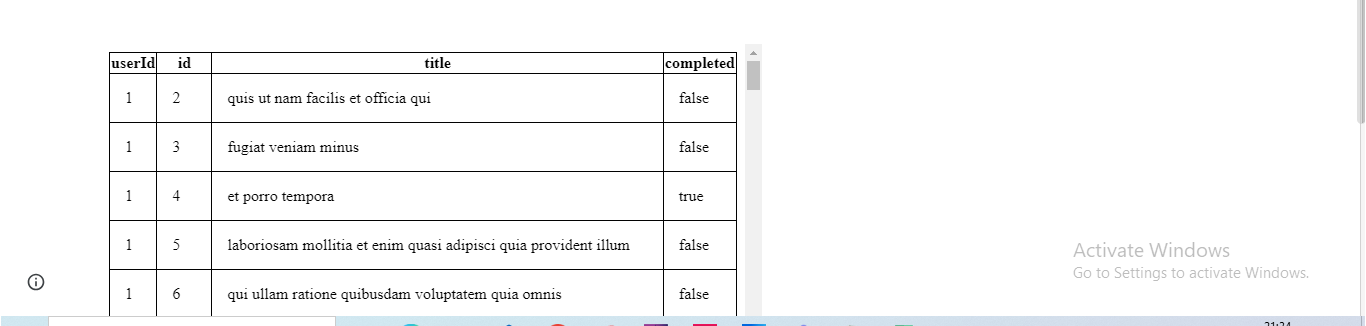 userId id title completed
1 2 quis ut nam facilis et officia qui false
1 3 fugiat veniam minus false
1 4 et porro tempora true
1 5 laboriosam mollitia et enim quasi adipisci quia provident illum false
1 6 qui ullam ratione quibusdam voluptatem quia omnis false
Activate Windows
Go to Settings to activate Windows.